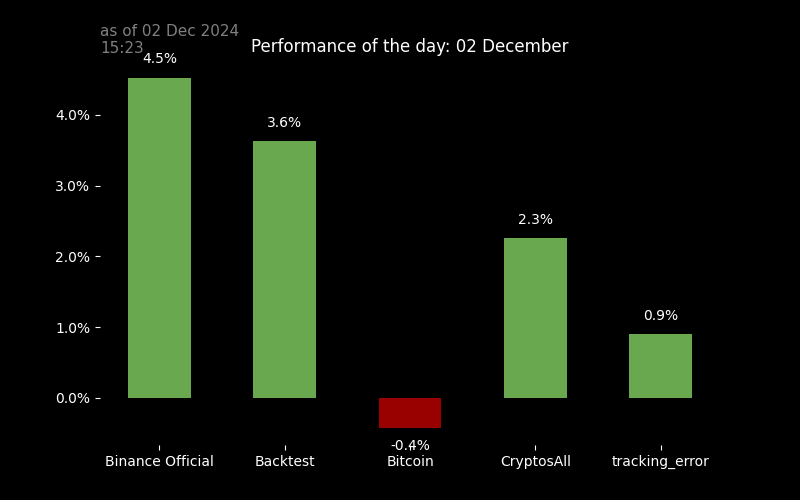 as of 02 Dec 2024
15:23
Performance of the day: 02 December
4.5%
3.6%
2.3%
0.9%
-0.4%
4.0%
3.0%
2.0%
1.0%
0.0%
Binance Official
Backtest
Bitcoin
CryptosAll
tracking_error